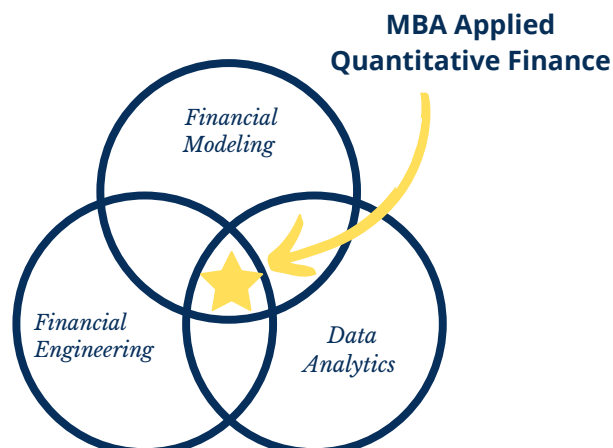 MBA Applied
Quantitative Finance
Financial
Modeling
Financial
Engineering
Data
Analytics